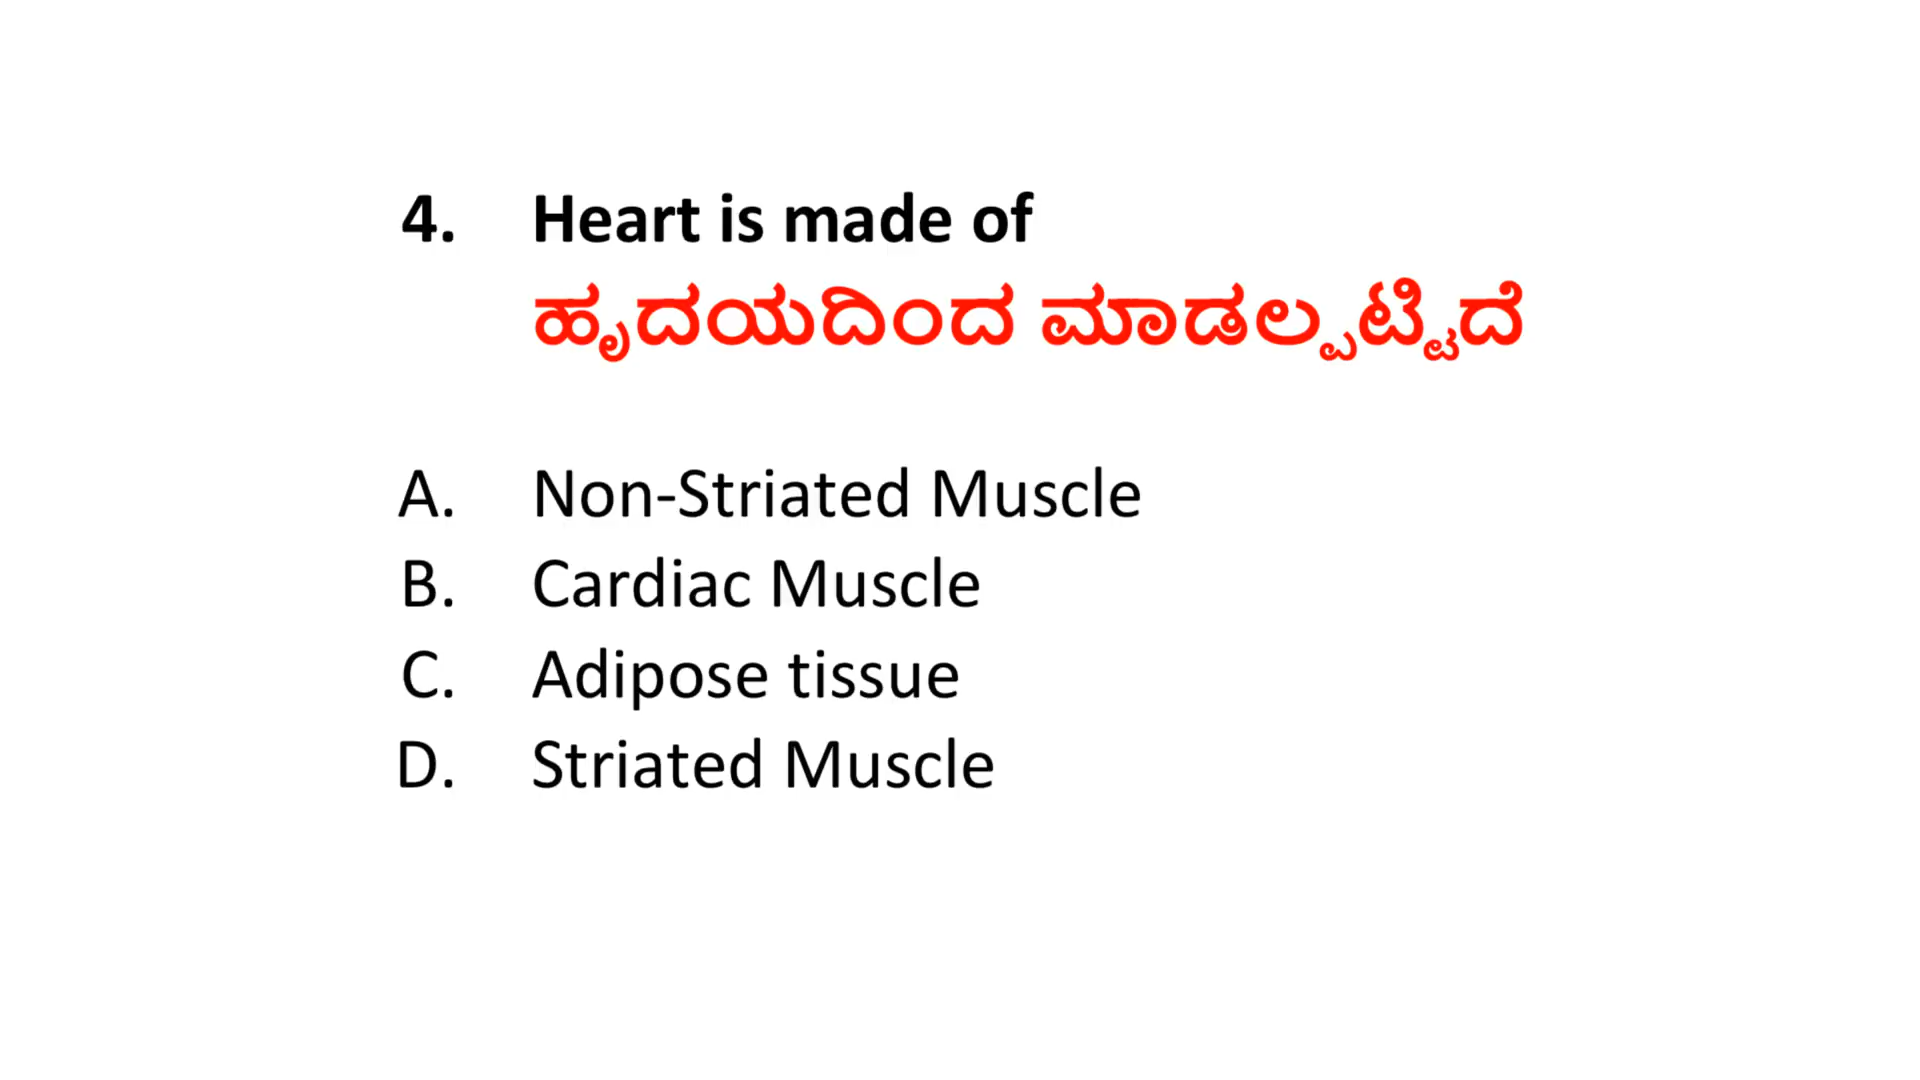 4. Heart is made of
ಹೃದಯದಿಂದ ಮಾಡಲ್ಪಟ್ಟಿದೆ
A. Non-Striated Muscle
B. Cardiac Muscle
C. Adipose tissue
D. Striated Muscle